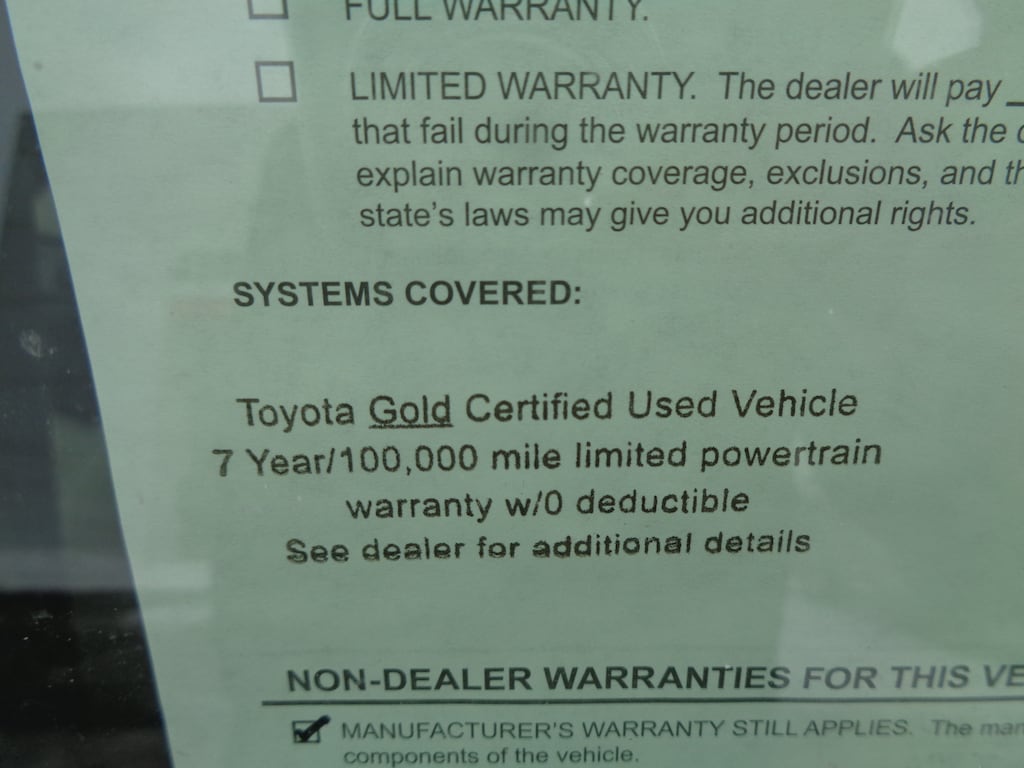 FULL WARRANTY.
LIMITED WARRANTY. The dealer will pay
that fail during the warranty period. Ask the
explain warranty coverage, exclusions, and
state's laws may give you additional rights.
SYSTEMS COVERED:
Toyota Gold Certified Used Vehicle
7 Year/100,000 mile limited powertrain
warranty w/0 deductible
See dealer for additional details
NON-DEALER WARRANTIES FOR THIS
MANUFACTURER'S WARRANTY STILL APPLIES. The
components of the vehicle.